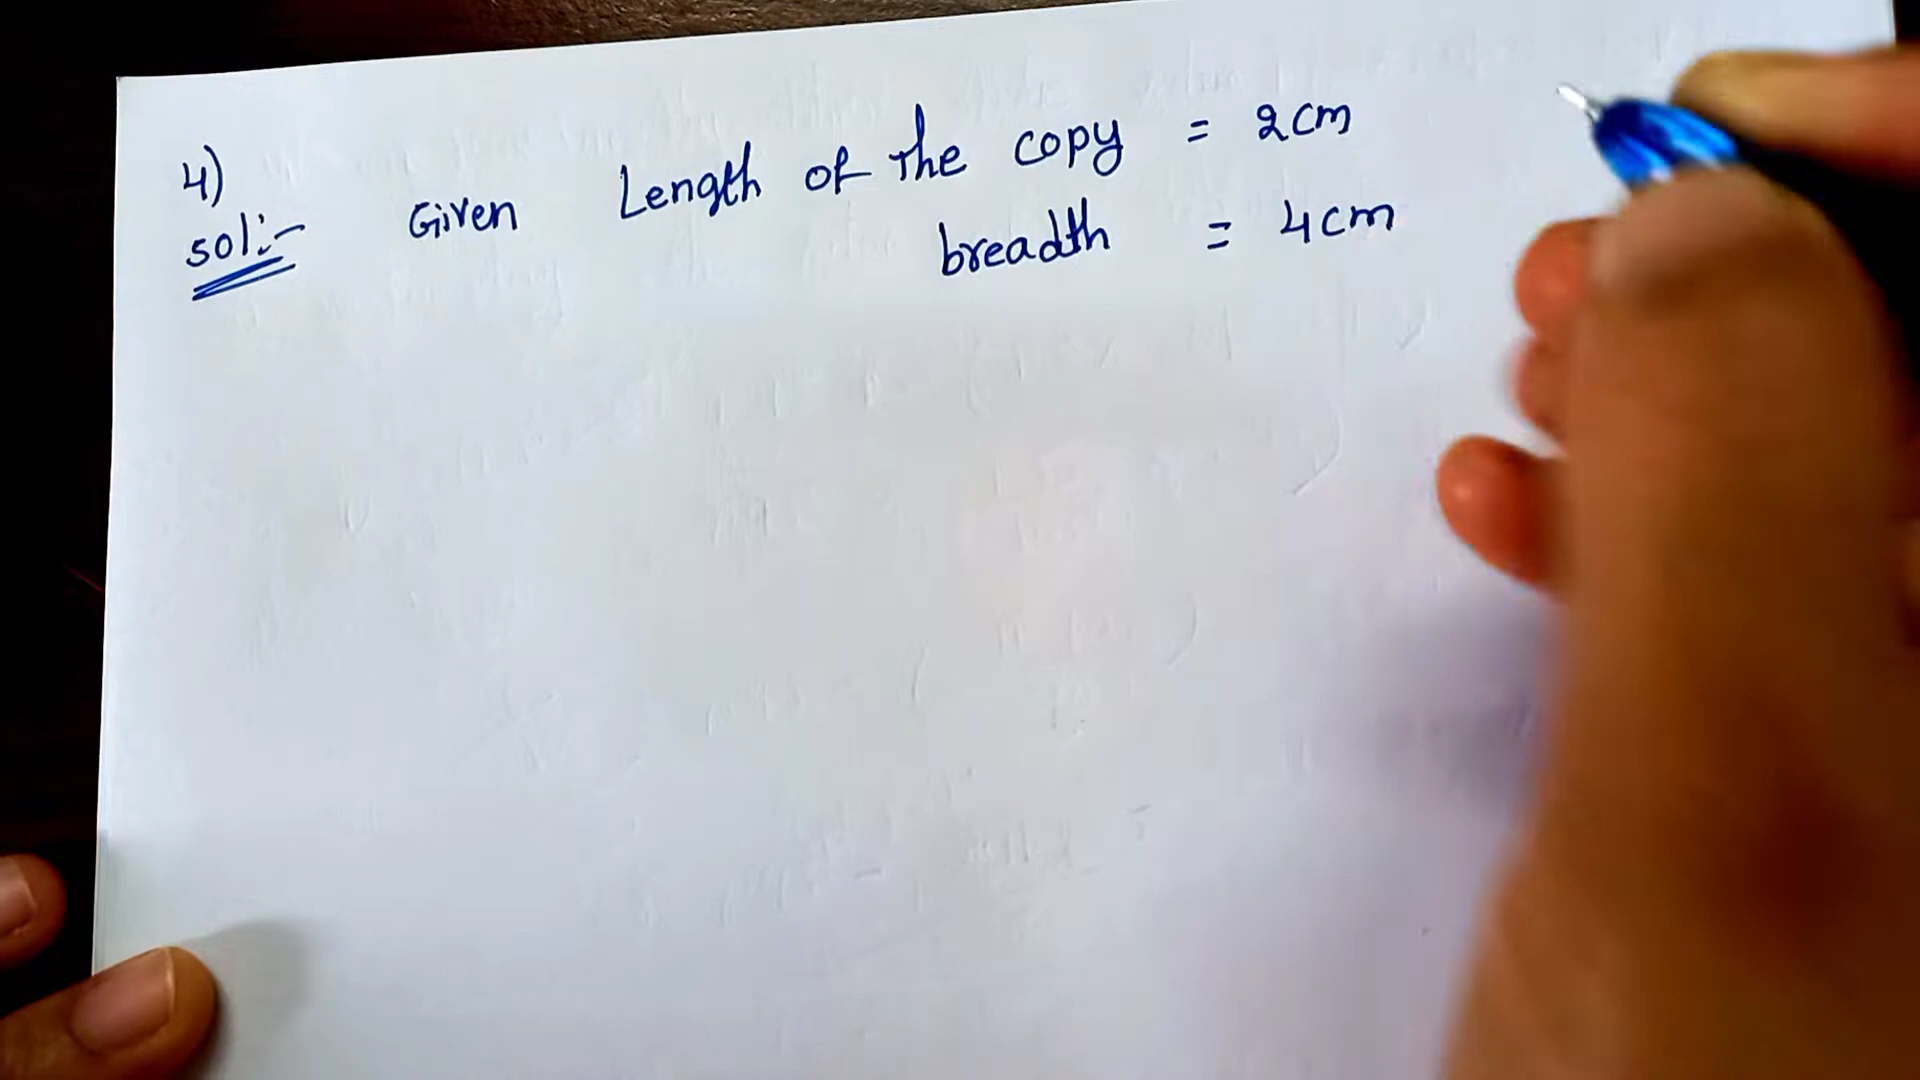 4)
sol:- Given Length of the copy = 2cm
breadth = 4cm